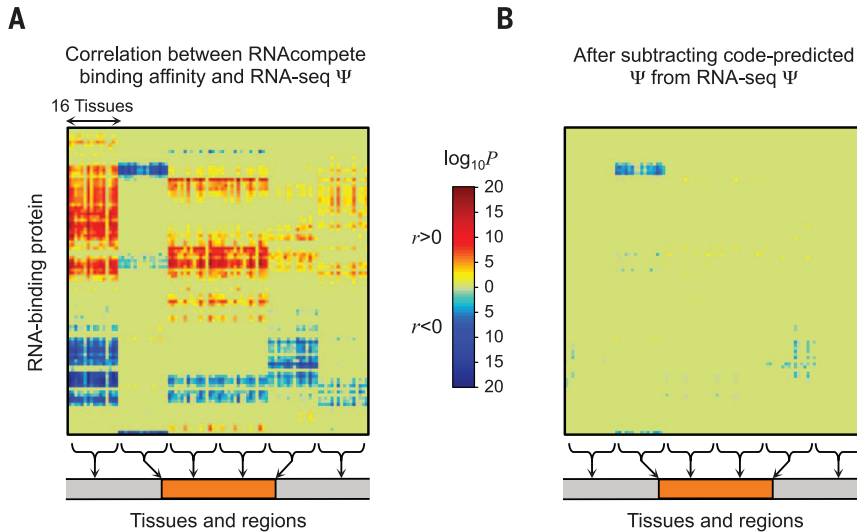 A
Correlation between RNAcompete
binding affinity and RNA-seq Ψ
16 Tissues
RNA-binding protein
Tissues and regions
log10P
r>0
r<0
20
15
10
5
0
5
10
15
20
B
After subtracting code-predicted
Ψ from RNA-seq Ψ
Tissues and regions